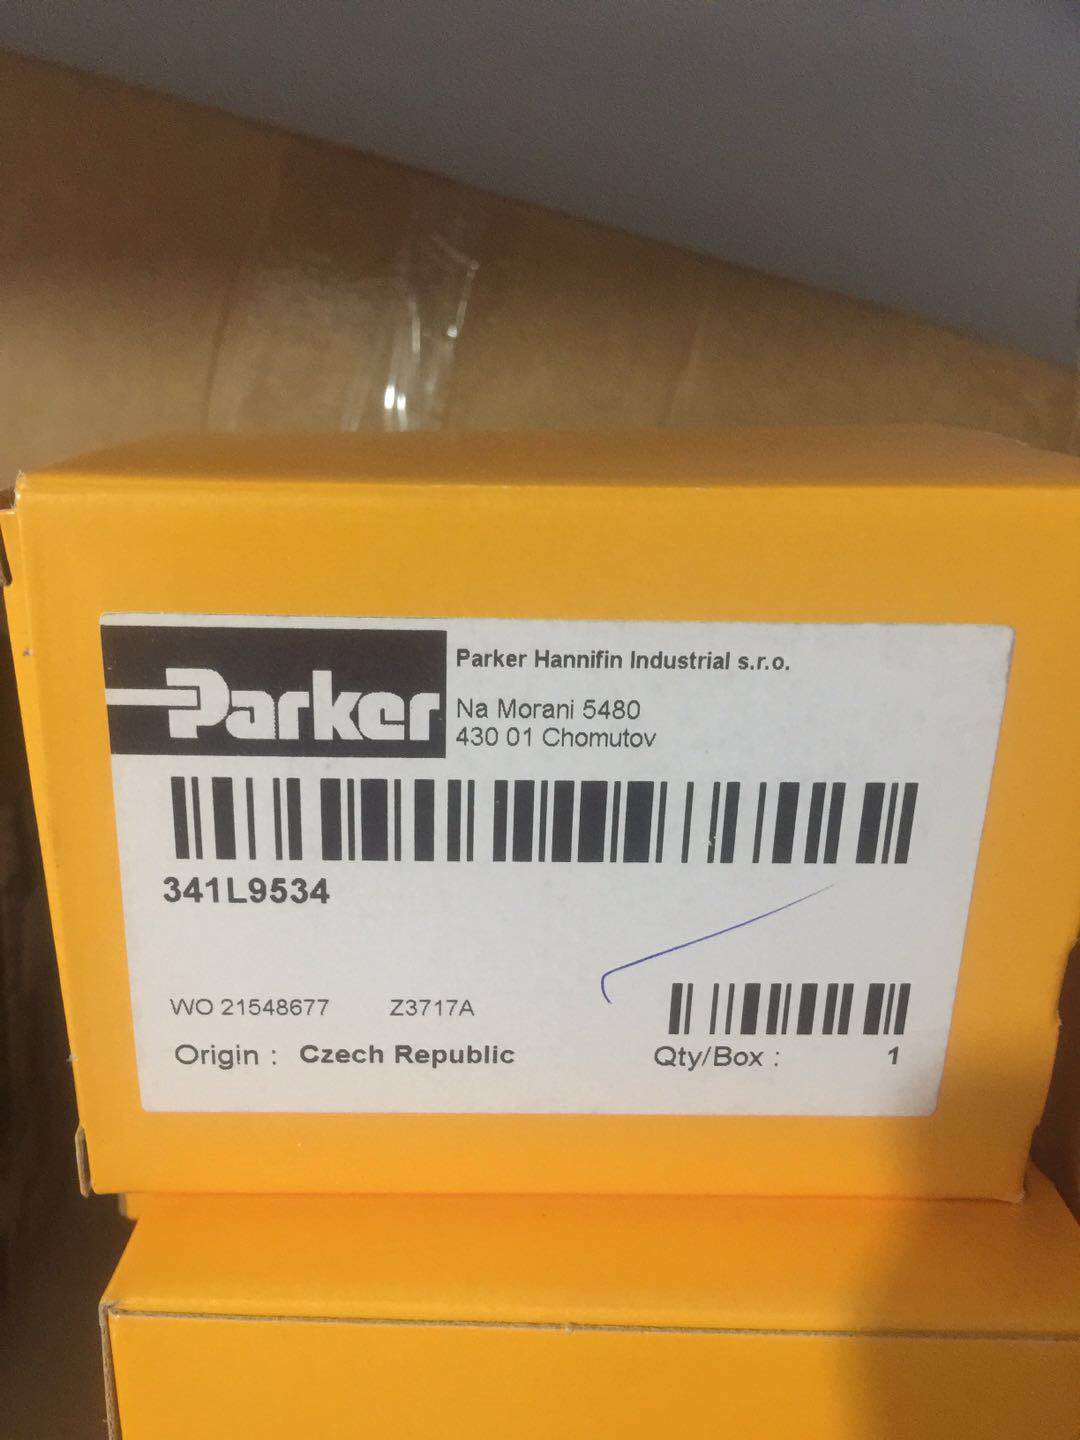 Parker
Parker Hannifin Industrial s.r.o.
Na Morani 5480
430 01 Chomutov
341L9534
WO 21548677 Z3717A
Origin : Czech Republic Qty/Box : 1